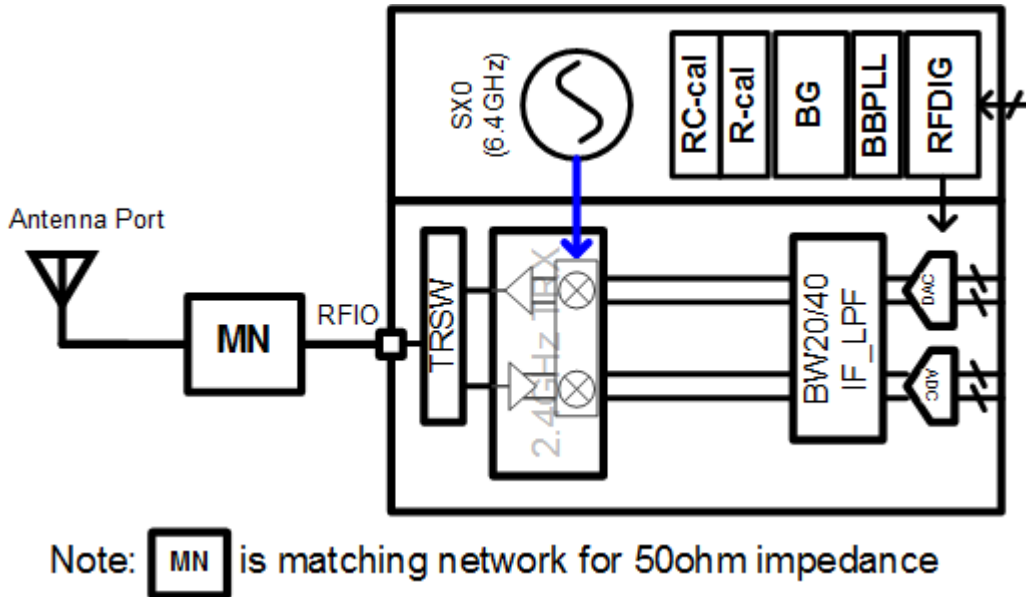 SX0
(6.4GHz)
RC-cal
R-cal
BG
BBPLL
RFDIG
Antenna Port
MN
RFIO
TRSW
2.4GHz TRX
BW20/40
IF_LPF
DAC
ADC
Note: MN is matching network for 50ohm impedance